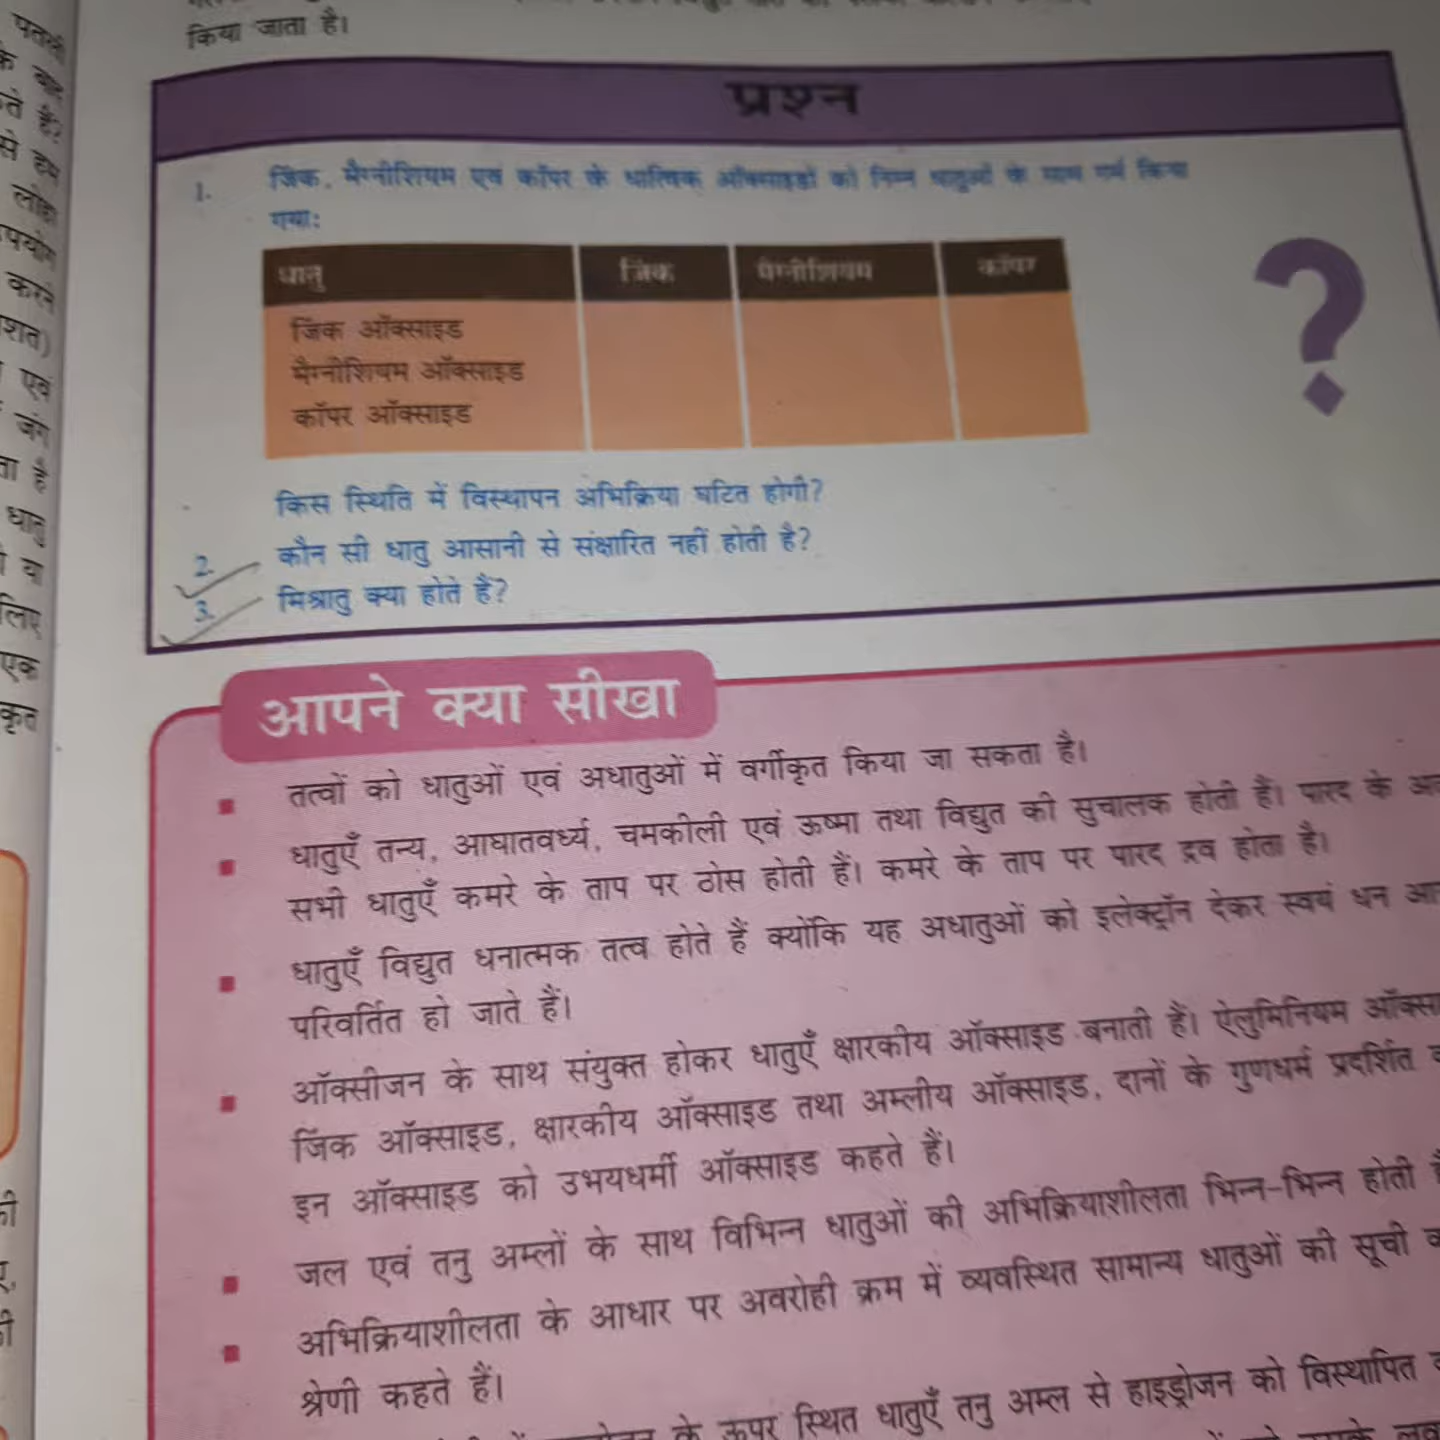 किया जाता है।
प्रश्न
1. जिंक, मैग्नीशियम एवं कॉपर के धात्विक ऑक्साइडों को निम्न धातुओं के साथ गर्म किया
गया:
धातु जिंक मैग्नीशियम कॉपर
जिंक ऑक्साइड
मैग्नीशियम ऑक्साइड
कॉपर ऑक्साइड
किस स्थिति में विस्थापन अभिक्रिया घटित होगी?
2. कौन सी धातु आसानी से संक्षारित नहीं होती है?
3. मिश्रातु क्या होते हैं?
आपने क्या सीखा
तत्वों को धातुओं एवं अधातुओं में वर्गीकृत किया जा सकता है।
धातुएँ तन्य, आघातवर्ध्य, चमकीली एवं ऊष्मा तथा विद्युत की सुचालक होती हैं। पारद के
सभी धातुएँ कमरे के ताप पर ठोस होती हैं। कमरे के ताप पर पारद द्रव होता है।
धातुएँ विद्युत धनात्मक तत्व होते हैं क्योंकि यह अधातुओं को इलेक्ट्रॉन देकर स्वयं धन
परिवर्तित हो जाते हैं।
ऑक्सीजन के साथ संयुक्त होकर धातुएँ क्षारकीय ऑक्साइड बनाती हैं। ऐलुमिनियम
जिंक ऑक्साइड, क्षारकीय ऑक्साइड तथा अम्लीय ऑक्साइड, दानों के गुणधर्म प्रदर्शित
इन ऑक्साइड को उभयधर्मी ऑक्साइड कहते हैं।
जल एवं तनु अम्लों के साथ विभिन्न धातुओं की अभिक्रियाशीलता भिन्न-भिन्न होती
अभिक्रियाशीलता के आधार पर अवरोही क्रम में व्यवस्थित सामान्य धातुओं की सूची
श्रेणी कहते हैं।
के ऊपर स्थित धातुएँ तनु अम्ल से हाइड्रोजन को विस्थापित
के बाद
ते हैं?
से हम
लोहा
करने
एवं
जंग
ता है
धातु
या
लिए
एक
कृत
की